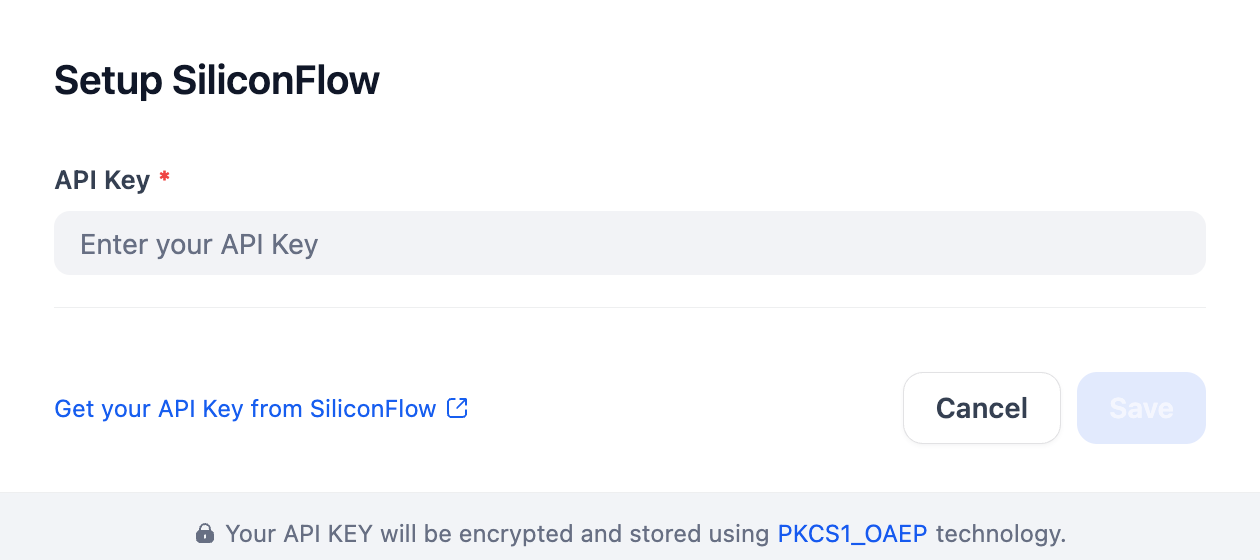 Setup SiliconFlow
API Key *
Enter your API Key
Get your API Key from SiliconFlow
Cancel
Save
Your API KEY will be encrypted and stored using PKCS1_OAEP technology.